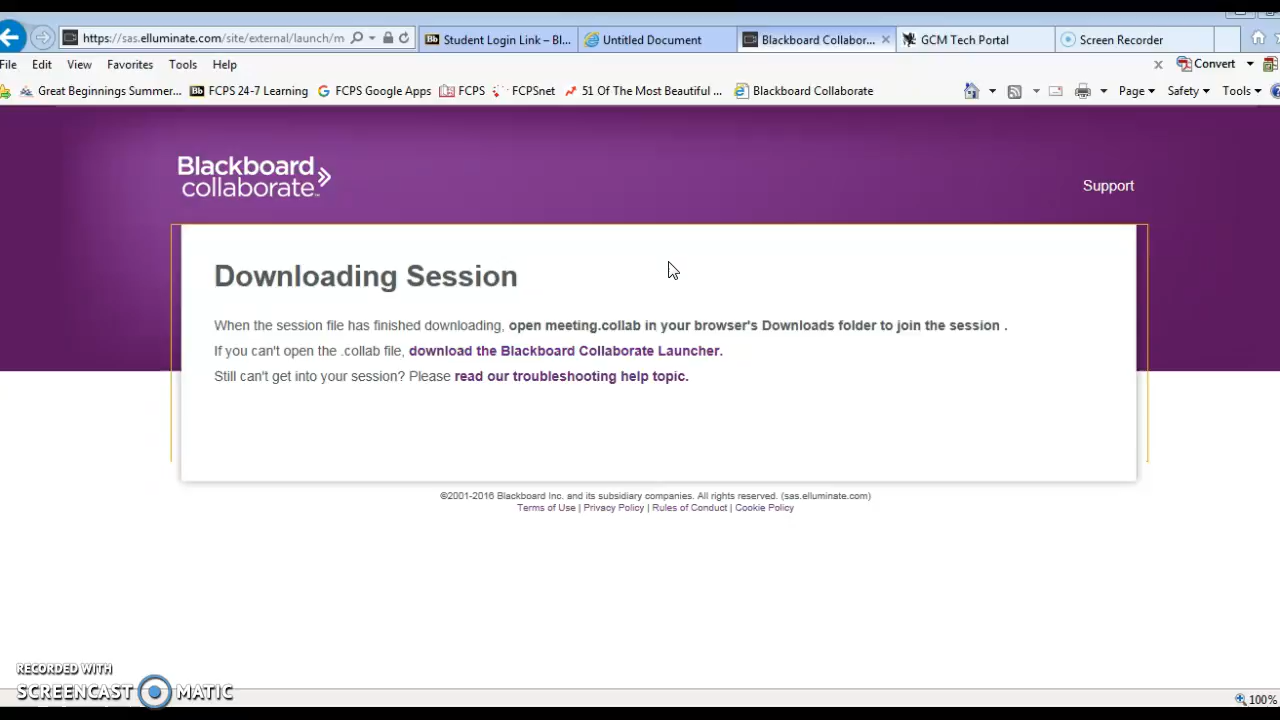 https://sas.elluminate.com/site/external/launch/m
Student Login Link – Bl...
Untitled Document
Blackboard Collabor...
GCM Tech Portal
Screen Recorder
File Edit View Favorites Tools Help
Convert
Great Beginnings Summer...
Bb FCPS 24-7 Learning
FCPS Google Apps
FCPS
FCPSnet
51 Of The Most Beautiful ...
Blackboard Collaborate
Page
Safety
Tools
Blackboard
collaborate™
Support
Downloading Session
When the session file has finished downloading, open meeting.collab in your browser's Downloads folder to join the session .
If you can't open the .collab file, download the Blackboard Collaborate Launcher.
Still can't get into your session? Please read our troubleshooting help topic.
©2001-2016 Blackboard Inc. and its subsidiary companies. All rights reserved. (sas.elluminate.com)
Terms of Use | Privacy Policy | Rules of Conduct | Cookie Policy
RECORDED WITH
SCREENCAST MATIC
100%